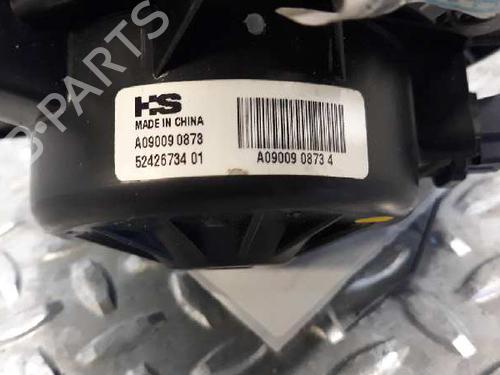 B-PARTS
HS
MADE IN CHINA
A09009 0873
52426734 01
A09009 0873 4